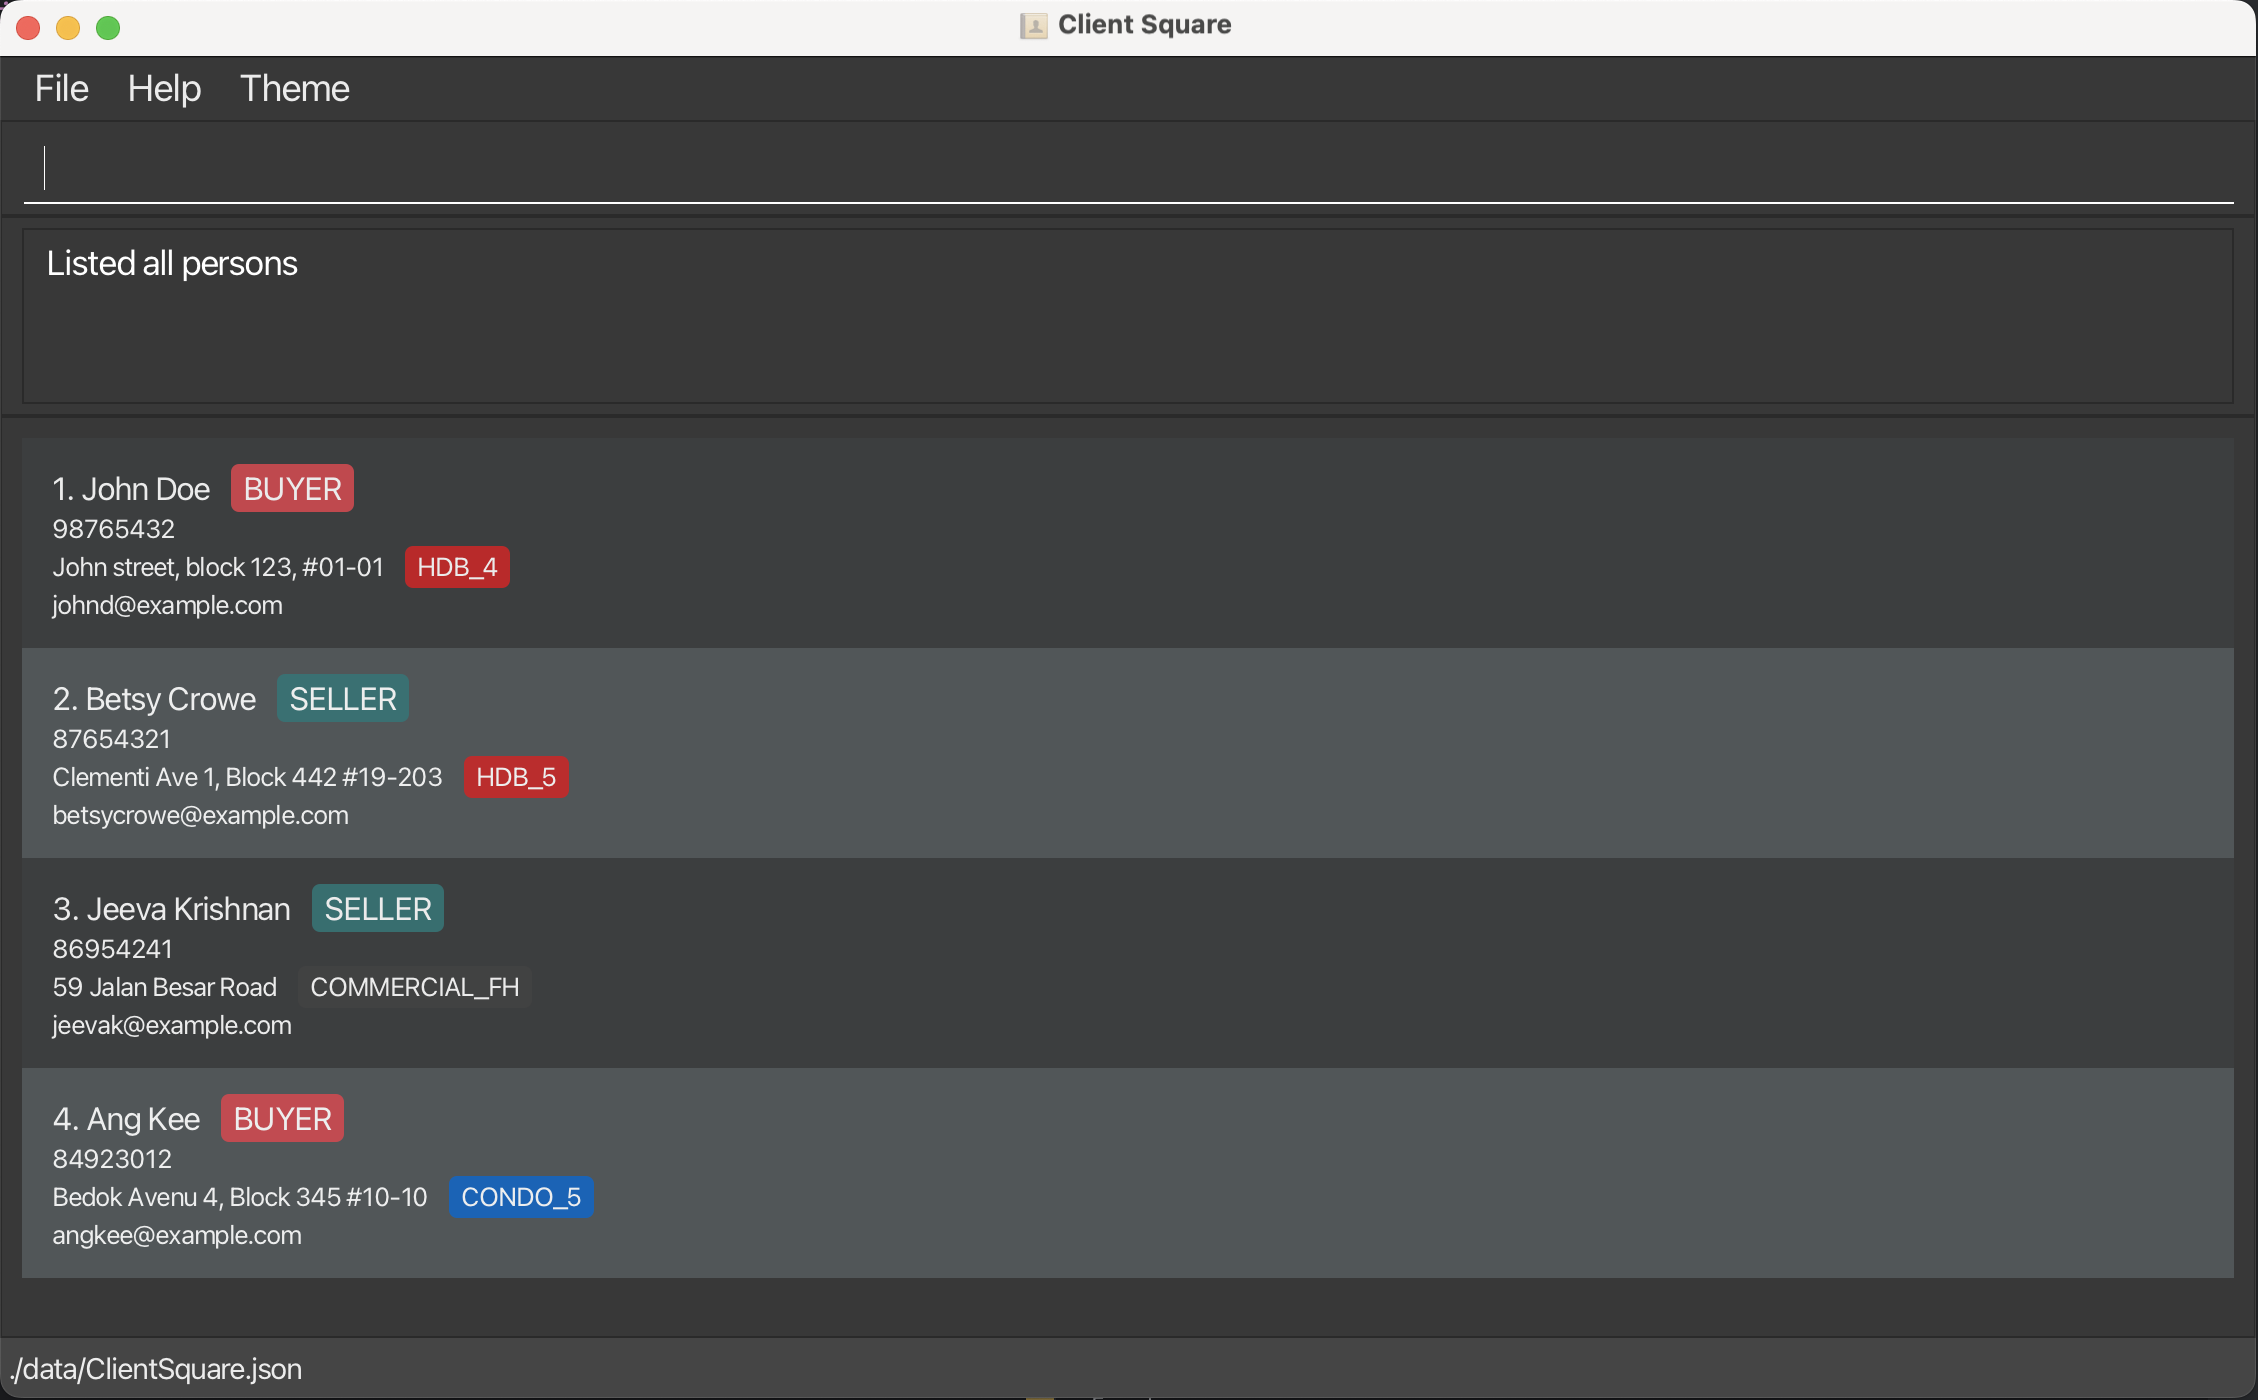 Client Square
File Help Theme
Listed all persons
1. John Doe BUYER
98765432
John street, block 123, #01-01 HDB_4
johnd@example.com
2. Betsy Crowe SELLER
87654321
Clementi Ave 1, Block 442 #19-203 HDB_5
betsycrowe@example.com
3. Jeeva Krishnan SELLER
86954241
59 Jalan Besar Road COMMERCIAL_FH
jeevak@example.com
4. Ang Kee BUYER
84923012
Bedok Avenu 4, Block 345 #10-10 CONDO_5
angkee@example.com
./data/ClientSquare.json